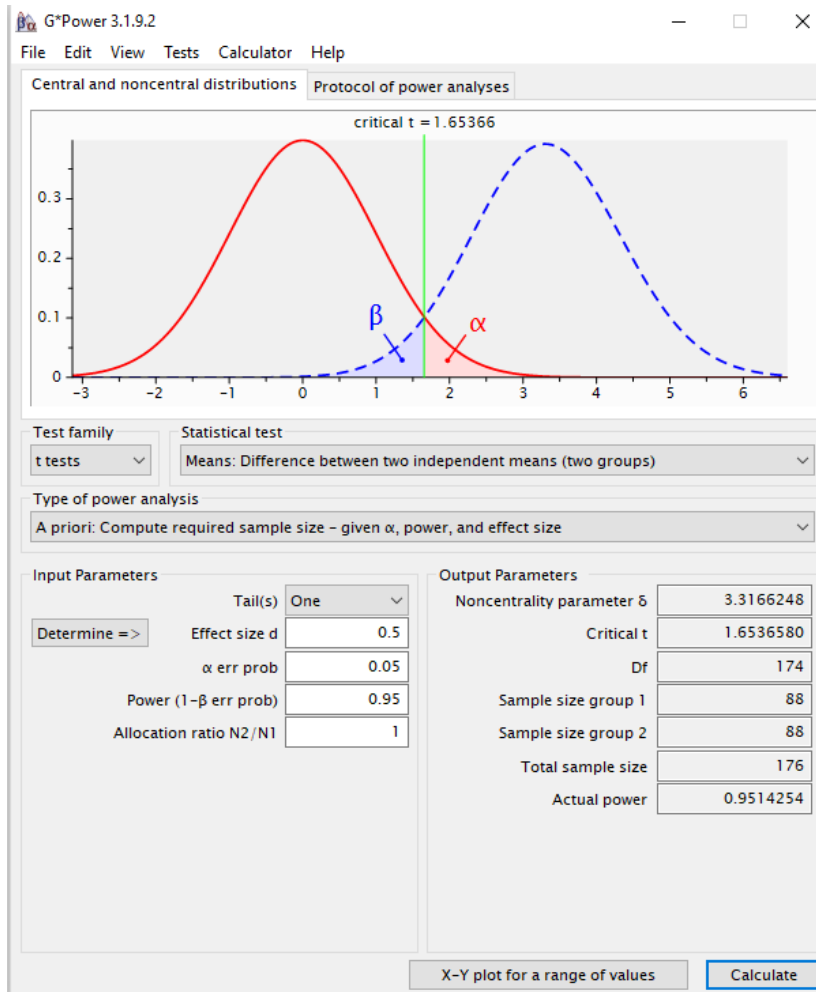 βα G*Power 3.1.9.2
File Edit View Tests Calculator Help
Central and noncentral distributions Protocol of power analyses
critical t = 1.65366
0.3
0.2
0.1
0
β
α
-3 -2 -1 0 1 2 3 4 5 6
Test family Statistical test
t tests Means: Difference between two independent means (two groups)
Type of power analysis
A priori: Compute required sample size – given α, power, and effect size
Input Parameters Output Parameters
Tail(s) One Noncentrality parameter δ 3.3166248
Determine => Effect size d 0.5 Critical t 1.6536580
α err prob 0.05 Df 174
Power (1-β err prob) 0.95 Sample size group 1 88
Allocation ratio N2/N1 1 Sample size group 2 88
Total sample size 176
Actual power 0.9514254
X-Y plot for a range of values Calculate